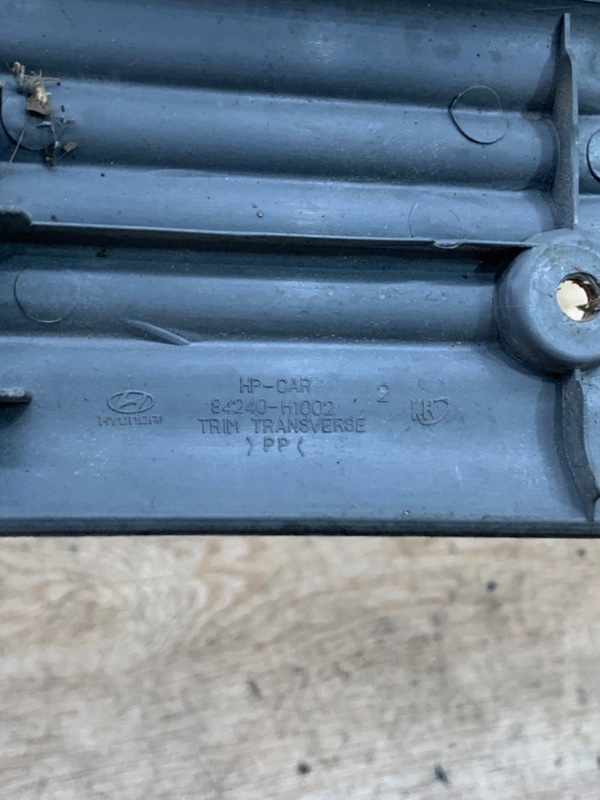 HP-CAR
84240-H1002
TRIM TRANSVERSE
>PP<
2
HYUNDAI